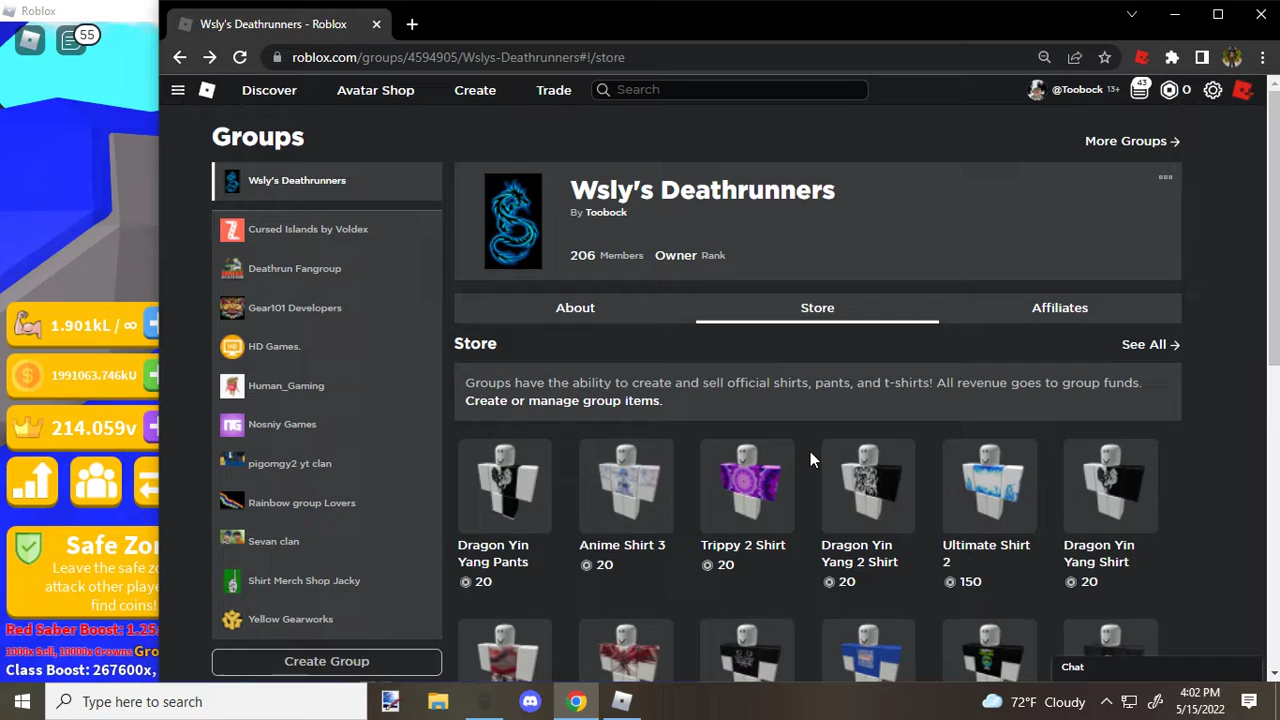 Roblox
55
1.901kL / ∞
1991063.746kU
214.059v
Safe Zo
Leave the safe zo
attack other playe
find coins!
Red Saber Boost: 1.25
1000x Sell, 10000x Crowns Gro
Class Boost: 267600x,
Wsly's Deathrunners - Roblox
roblox.com/groups/4594905/Wslys-Deathrunners#!/store
Discover
Avatar Shop
Create
Trade
Search
@Toobock 13+
43
0
Groups
More Groups
Wsly's Deathrunners
Cursed Islands by Voldex
Deathrun Fangroup
Gear101 Developers
HD Games.
Human_Gaming
Nosniy Games
pigomgy2 yt clan
Rainbow group Lovers
Sevan clan
Shirt Merch Shop Jacky
Yellow Gearworks
Create Group
Wsly's Deathrunners
By Toobock
206 Members Owner Rank
About
Store
Affiliates
Store
See All
Groups have the ability to create and sell official shirts, pants, and t-shirts! All revenue goes to group funds.
Create or manage group items.
Dragon Yin
Yang Pants
20
Anime Shirt 3
20
Trippy 2 Shirt
20
Dragon Yin
Yang 2 Shirt
20
Ultimate Shirt
2
150
Dragon Yin
Yang Shirt
20
Chat
Type here to search
72°F Cloudy
4:02 PM
5/15/2022